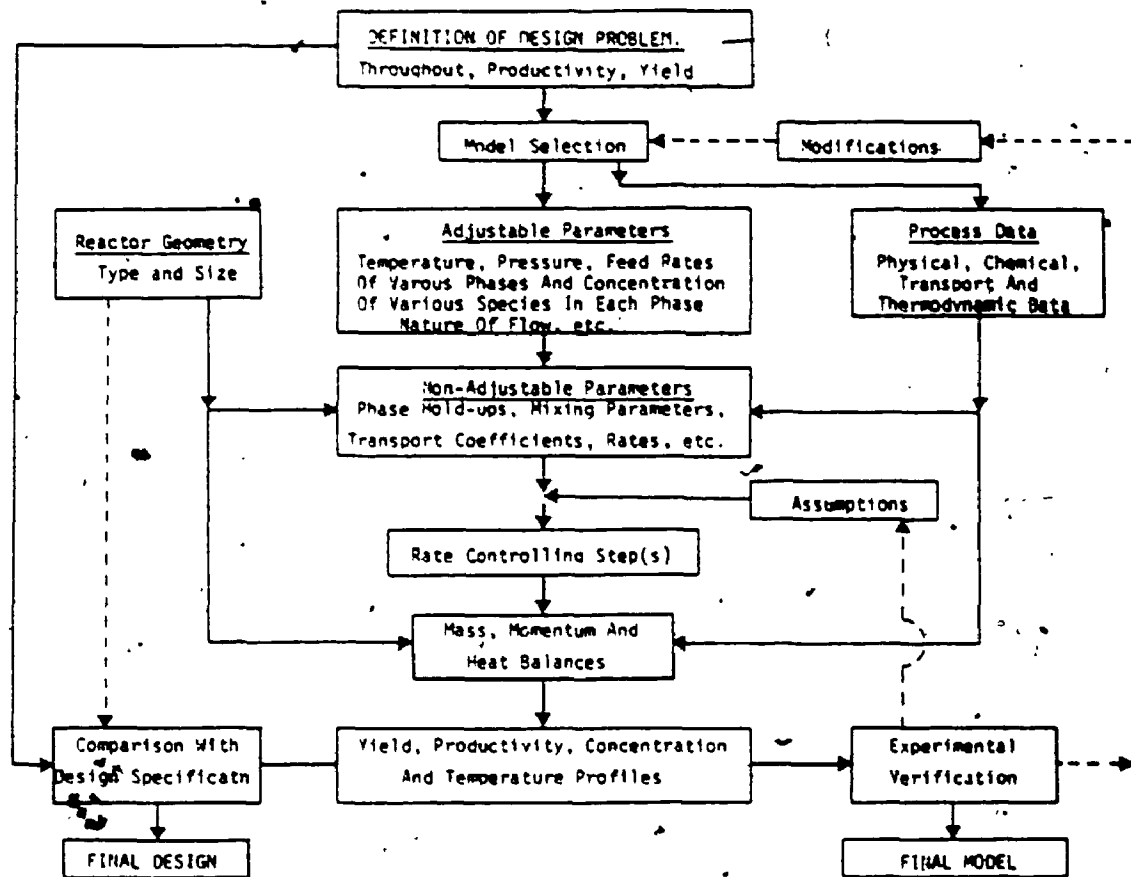 DEFINITION OF DESIGN PROBLEM.
Throughout, Productivity, Yield
Model Selection
Modifications
Reactor Geometry
Type and Size
Adjustable Parameters
Temperature, Pressure, Feed Rates
Of Varous Phases And Concentration
Of Various Species In Each Phase
Nature Of Flow, etc.
Process Data
Physical, Chemical,
Transport And
Thermodynamic Data
Non-Adjustable Parameters
Phase Hold-ups, Mixing Parameters,
Transport Coefficients, Rates, etc.
Assumptions
Rate Controlling Step(s)
Mass, Momentum And
Heat Balances
Comparison With
Design Specificatn
Yield, Productivity, Concentration
And Temperature Profiles
Experimental
Verification
FINAL DESIGN
FINAL MODEL